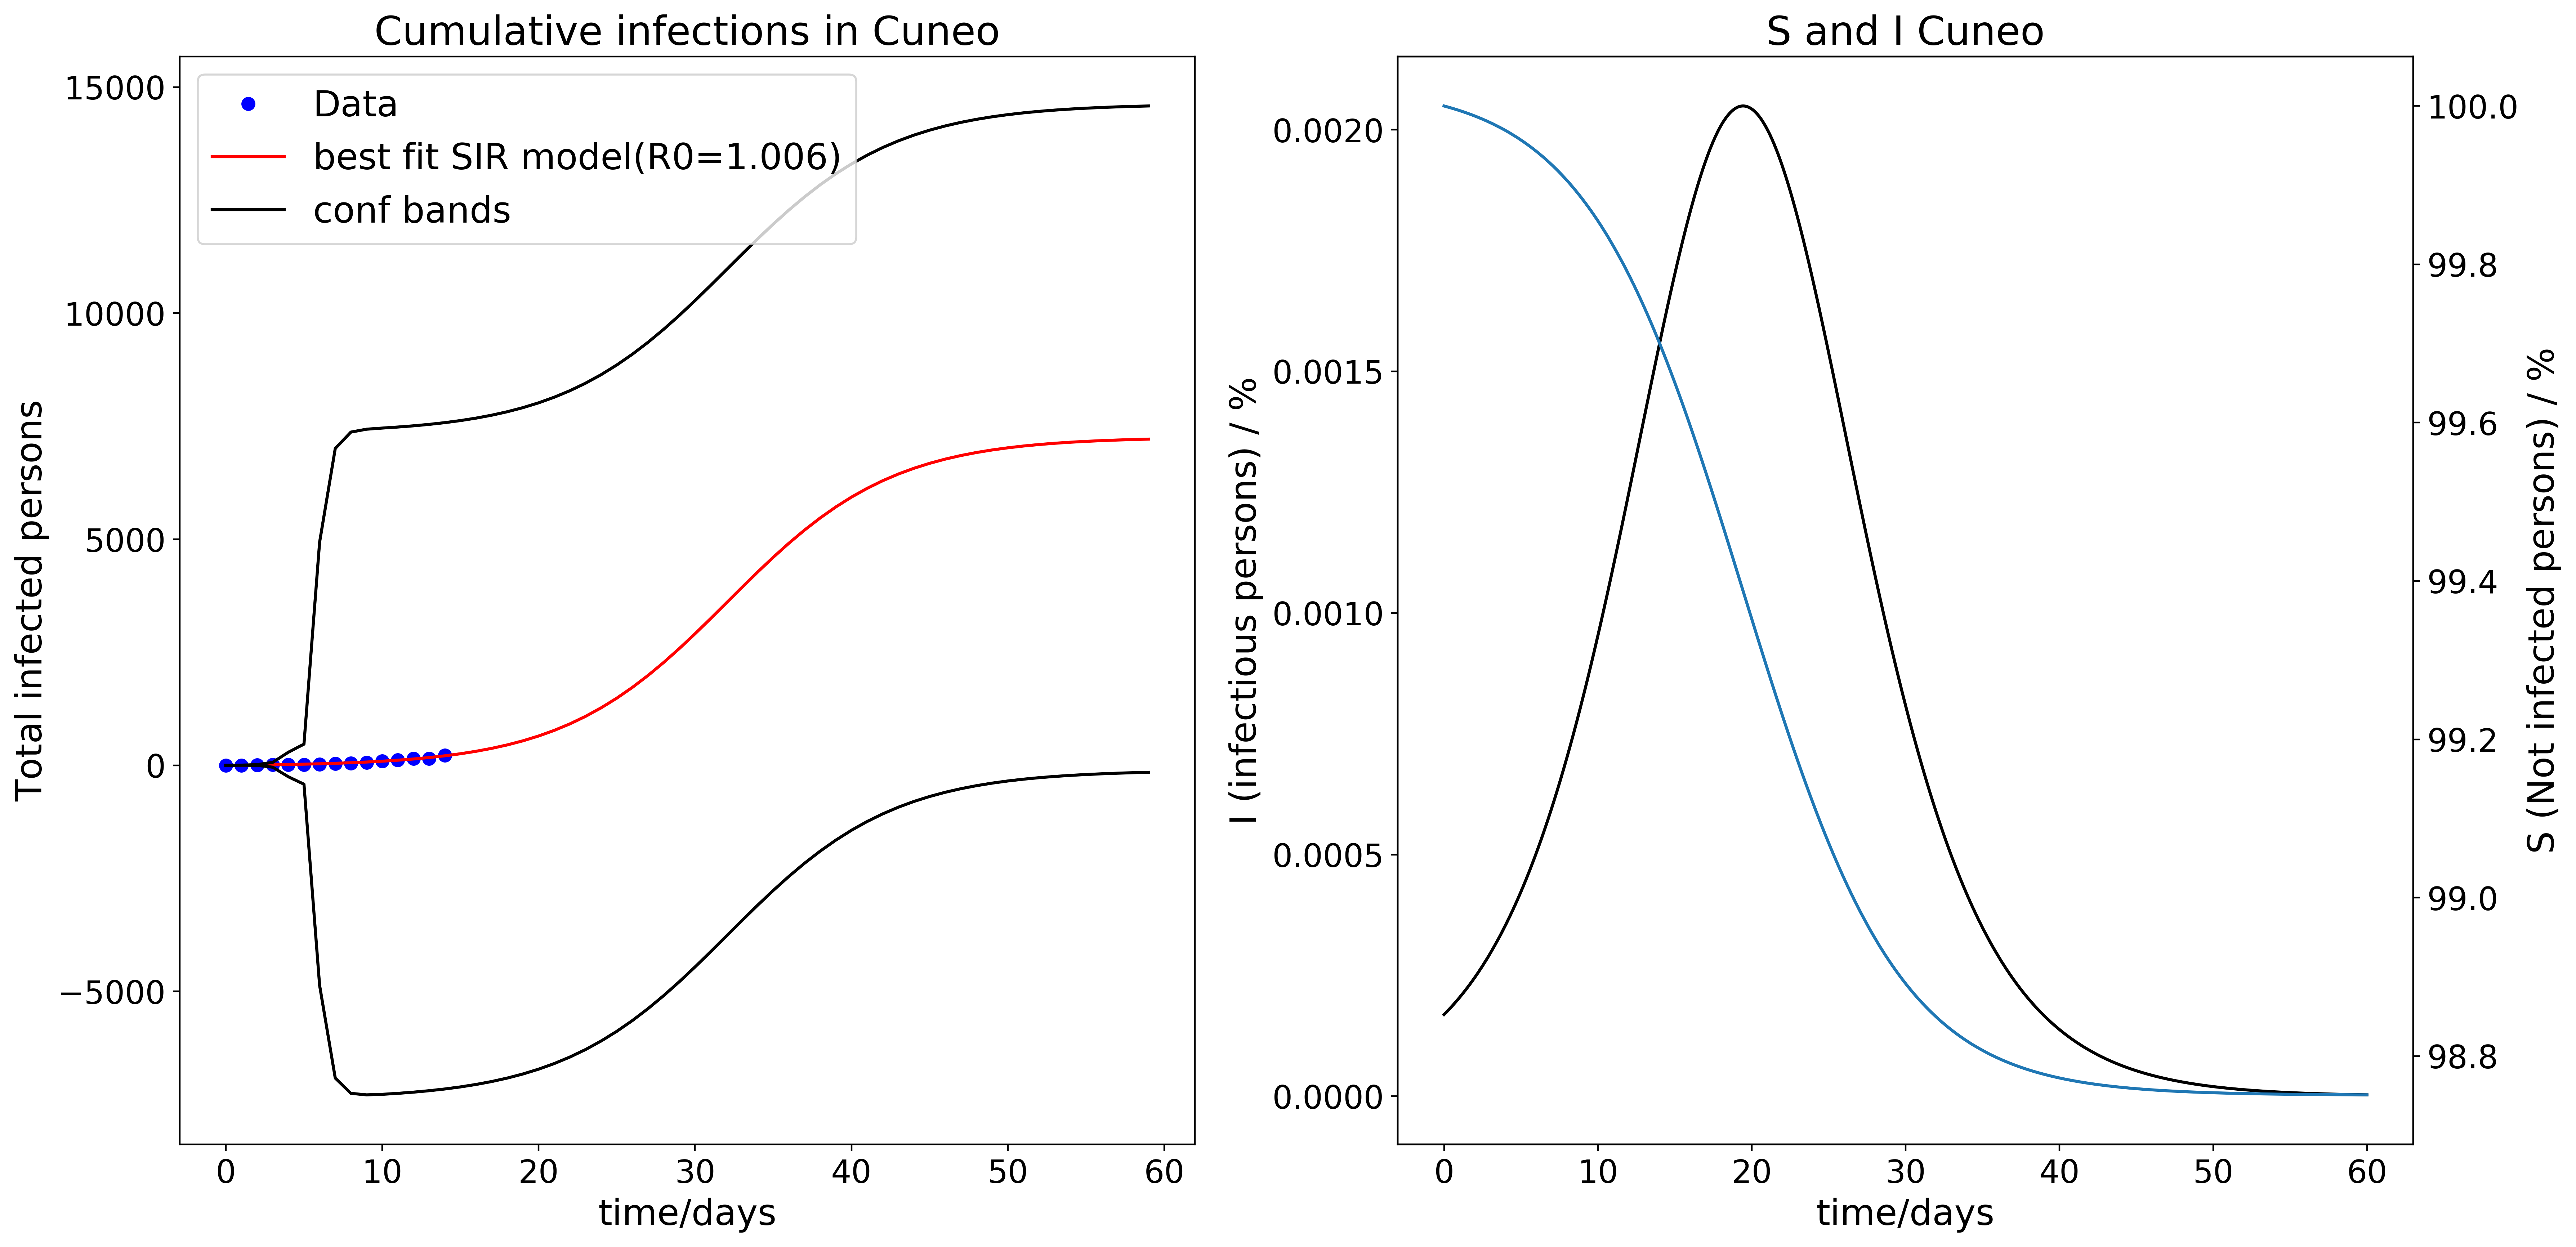 Cumulative infections in Cuneo
Data
best fit SIR model(R0=1.006)
conf bands
Total infected persons
15000
10000
5000
0
−5000
0 10 20 30 40 50 60
time/days
S and I Cuneo
I (infectious persons) / %
0.0020
0.0015
0.0010
0.0005
0.0000
100.0
99.8
99.6
99.4
99.2
99.0
98.8
S (Not infected persons) / %
0 10 20 30 40 50 60
time/days